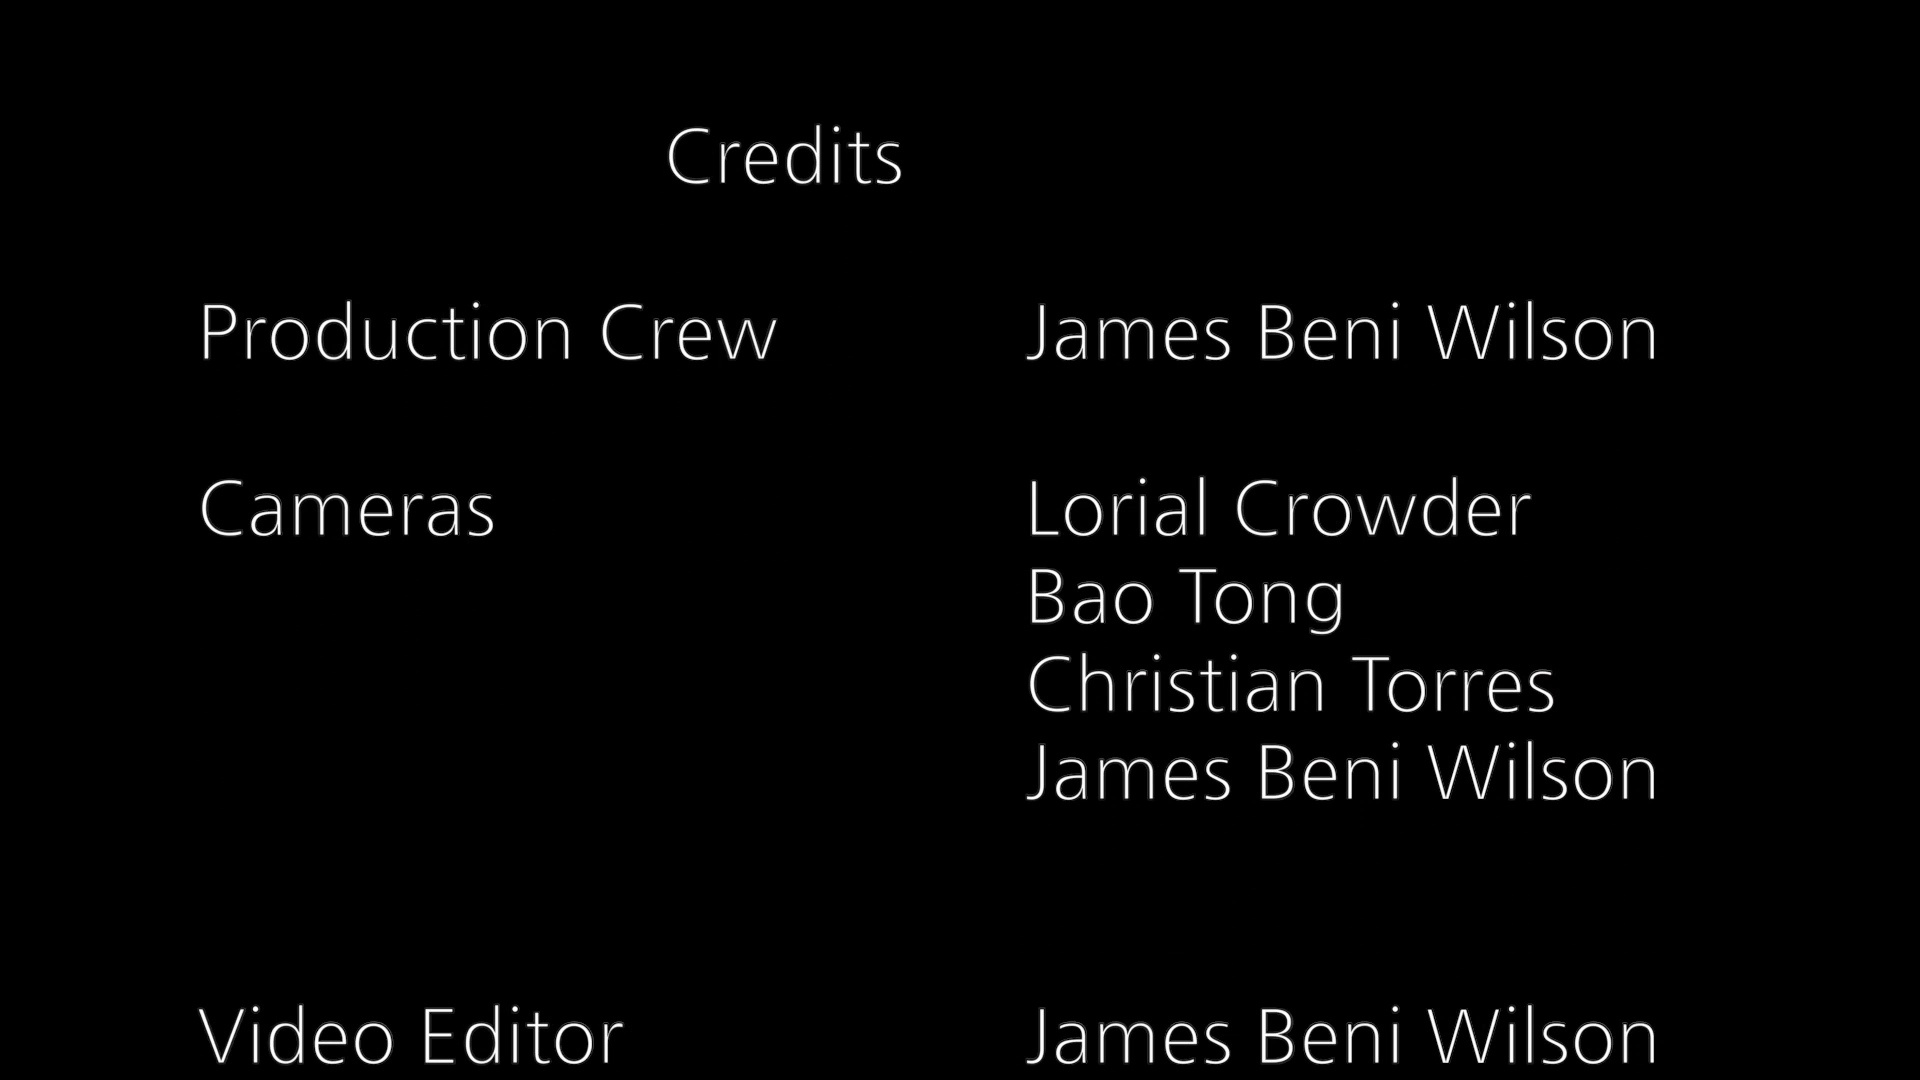 Credits
Production Crew James Beni Wilson
Cameras Lorial Crowder
Bao Tong
Christian Torres
James Beni Wilson
Video Editor James Beni Wilson